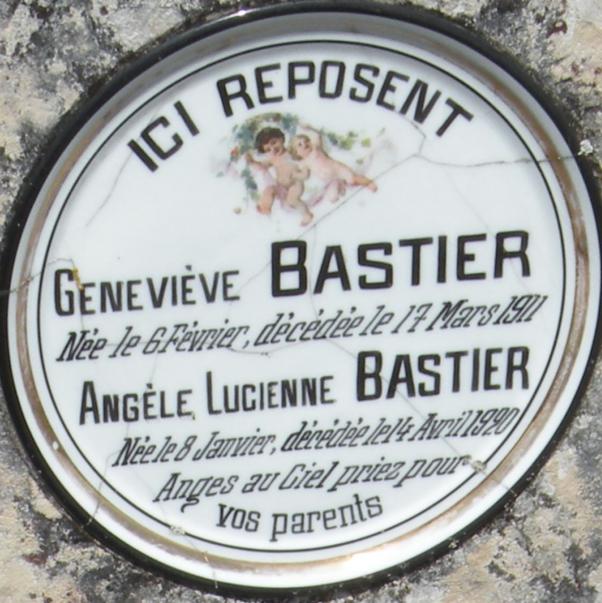 ICI REPOSENT
GENEVIÈVE BASTIER
Née le 6 Février, décédée le 17 Mars 1911
ANGÈLE LUCIENNE BASTIER
Née le 8 Janvier, décédée le 14 Avril 1920
Anges au Ciel priez pour
vos parents